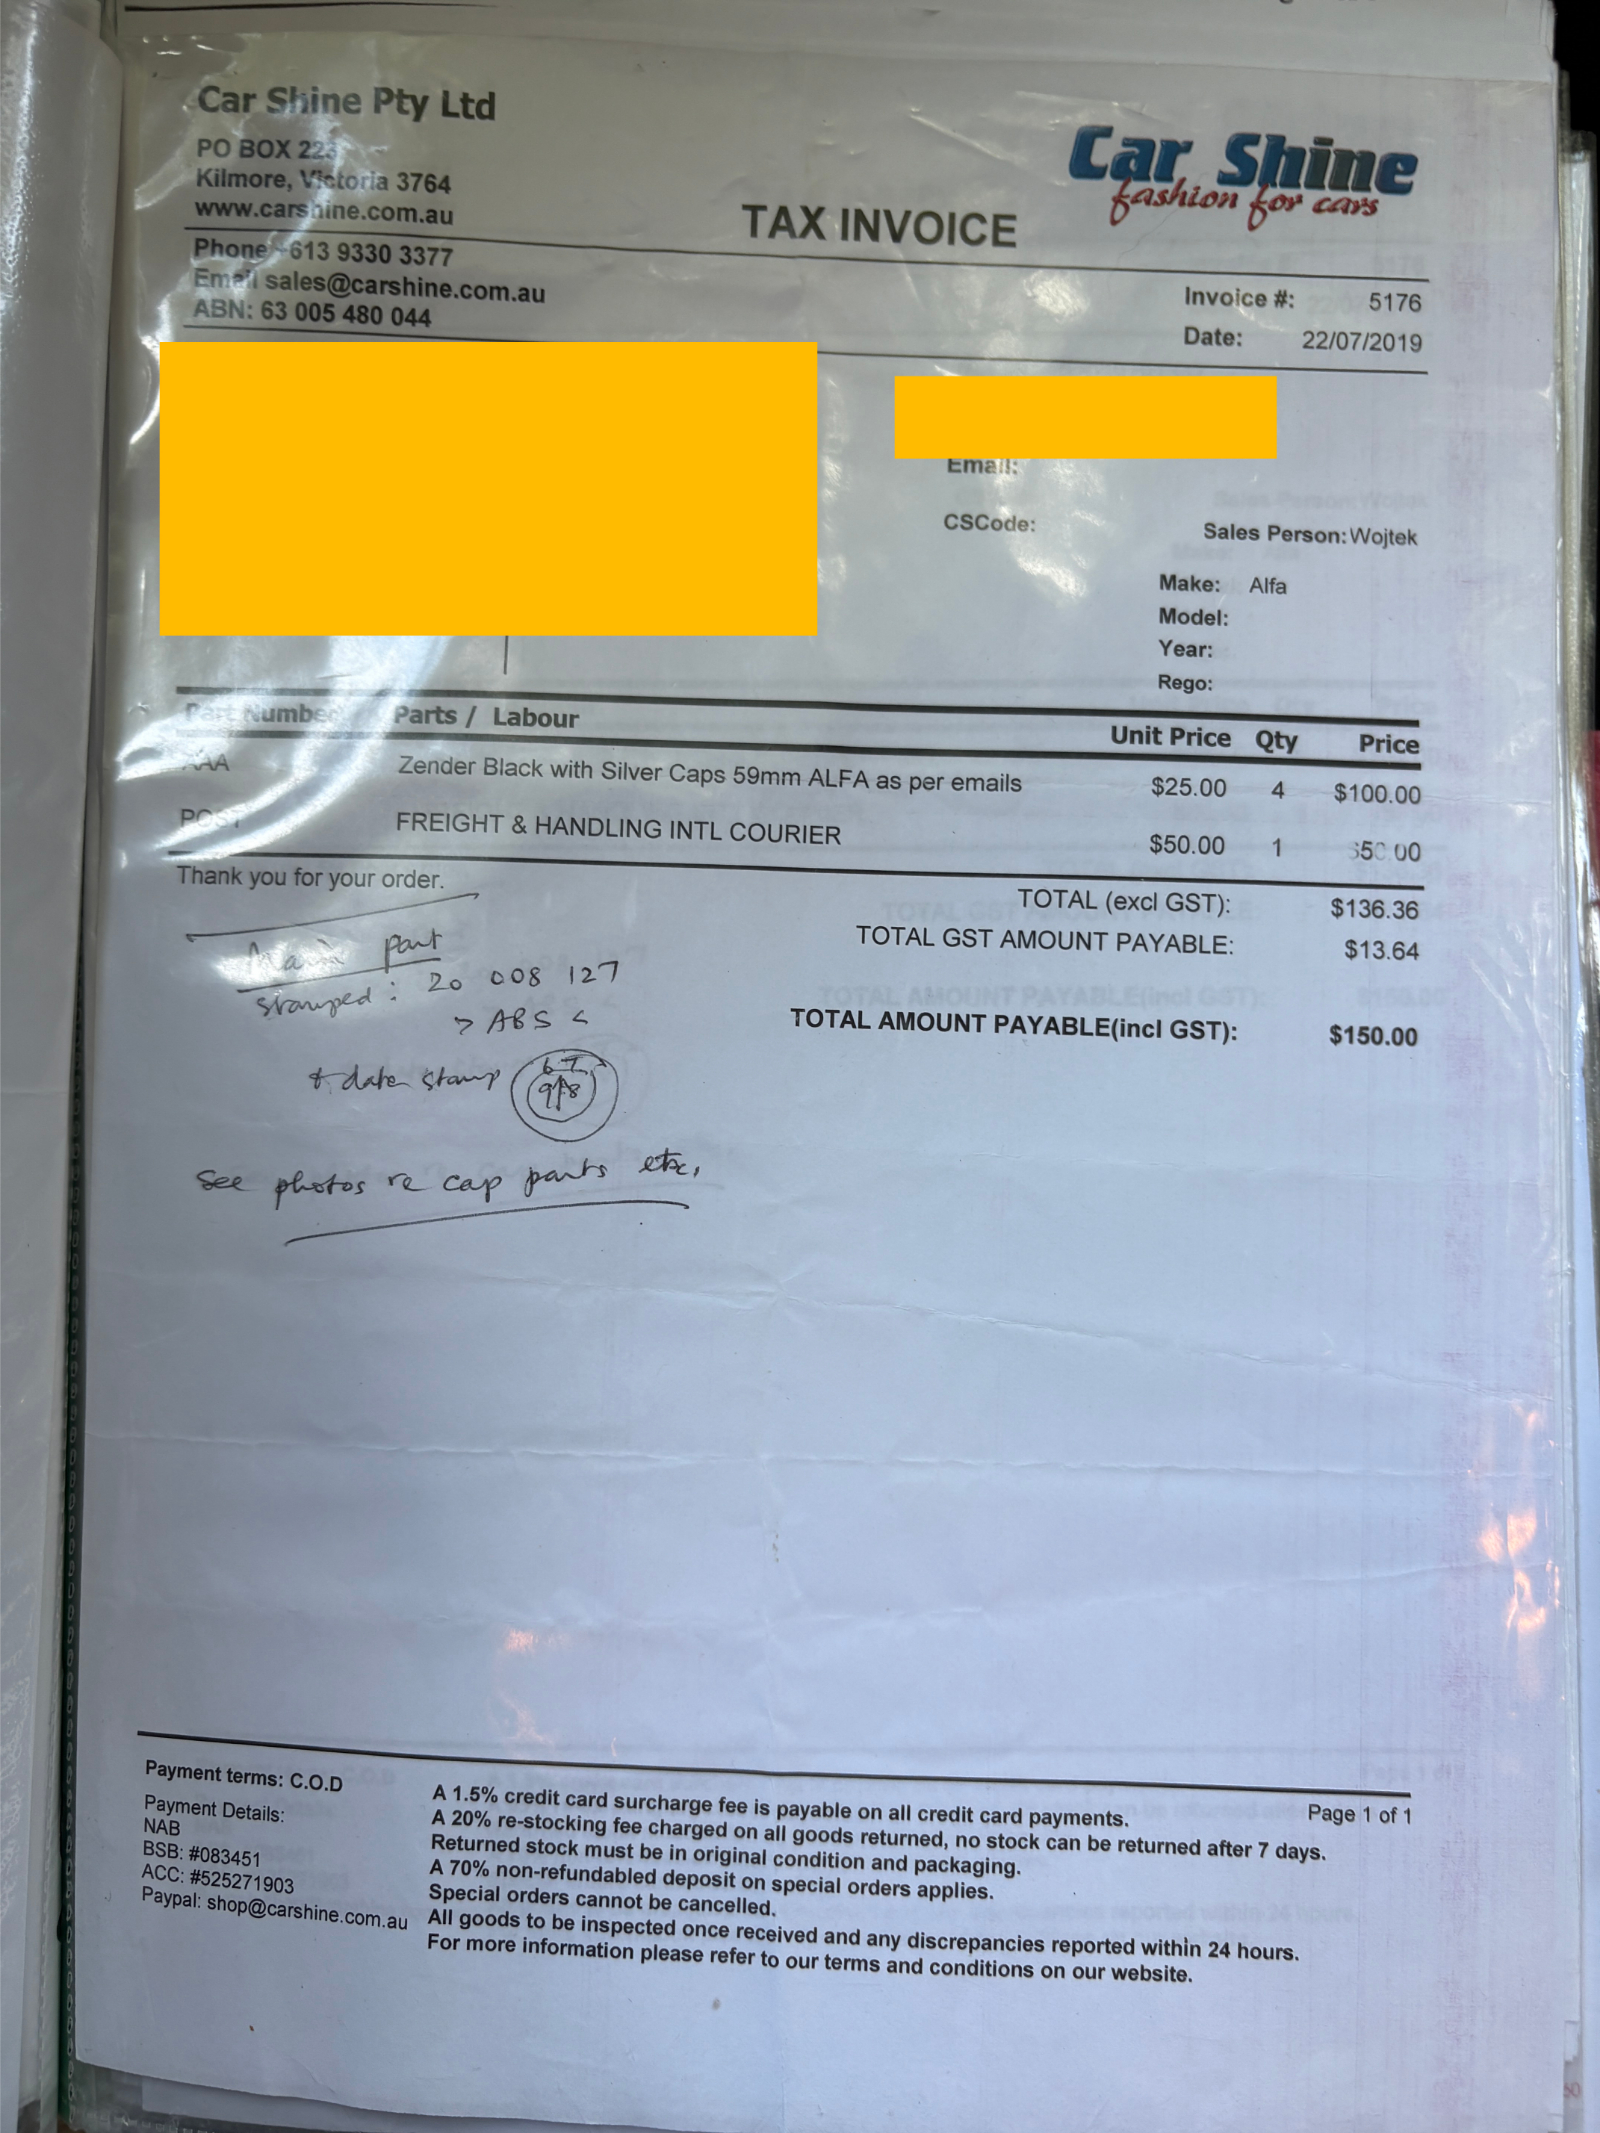 Car Shine Pty Ltd
PO BOX 223
Kilmore, Victoria 3764
www.carshine.com.au
Car Shine
fashion for cars
TAX INVOICE
Phone +613 9330 3377
Email sales@carshine.com.au
ABN: 63 005 480 044
Invoice #: 5176
Date: 22/07/2019
Email:
CSCode:
Sales Person: Wojtek
Make: Alfa
Model:
Year:
Rego:
Part Number Parts / Labour Unit Price Qty Price
AAA Zender Black with Silver Caps 59mm ALFA as per emails $25.00 4 $100.00
POST FREIGHT & HANDLING INTL COURIER $50.00 1 $50.00
Thank you for your order.
TOTAL (excl GST): $136.36
TOTAL GST AMOUNT PAYABLE: $13.64
TOTAL AMOUNT PAYABLE(incl GST): $150.00
Main part
stamped: 20 008 127
> ABS <
+ date stamp
See photos re cap parts etc.
Payment terms: C.O.D
Payment Details:
NAB
BSB: #083451
ACC: #525271903
Paypal: shop@carshine.com.au
A 1.5% credit card surcharge fee is payable on all credit card payments.
A 20% re-stocking fee charged on all goods returned, no stock can be returned after 7 days.
Returned stock must be in original condition and packaging.
A 70% non-refundabled deposit on special orders applies.
Special orders cannot be cancelled.
All goods to be inspected once received and any discrepancies reported within 24 hours.
For more information please refer to our terms and conditions on our website.
Page 1 of 1